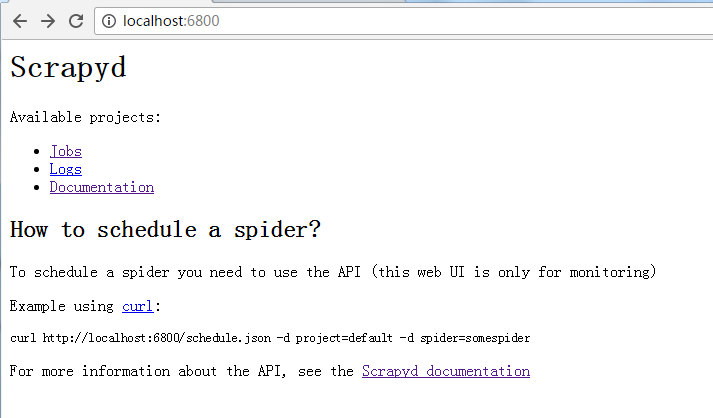 localhost:6800
Scrapyd
Available projects:
Jobs
Logs
Documentation
How to schedule a spider?
To schedule a spider you need to use the API (this web UI is only for monitoring)
Example using curl:
curl http://localhost:6800/schedule.json -d project=default -d spider=somespider
For more information about the API, see the Scrapyd documentation